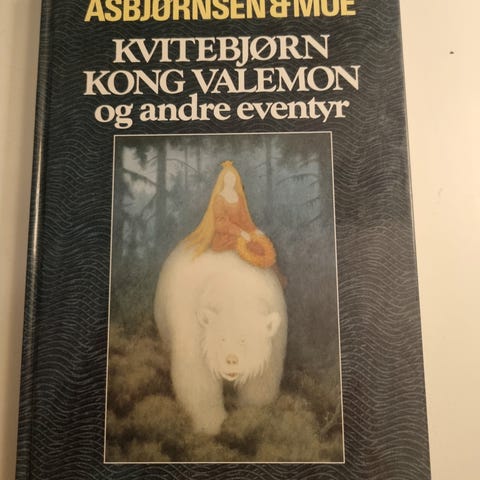 ASBJØRNSEN & MOE
KVITEBJØRN
KONG VALEMON
og andre eventyr